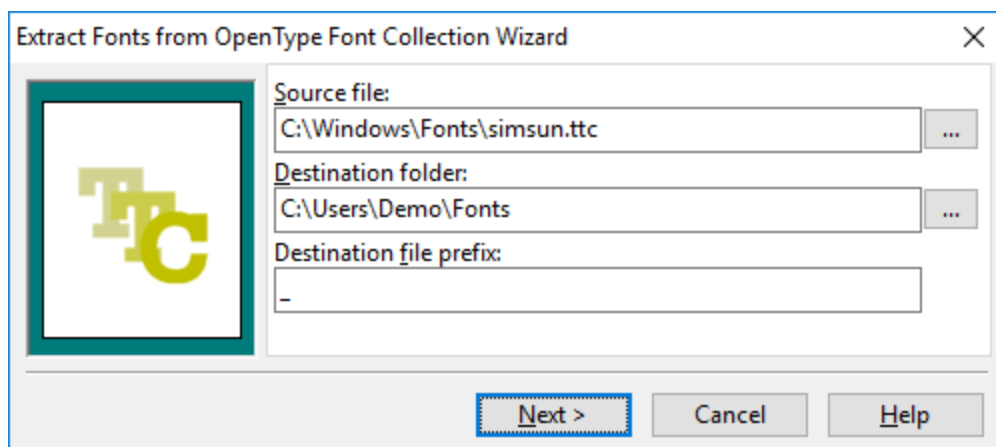 Extract Fonts from OpenType Font Collection Wizard
Source file:
C:\Windows\Fonts\simsun.ttc ...
Destination folder:
C:\Users\Demo\Fonts ...
Destination file prefix:
_
TTC
Next > Cancel Help